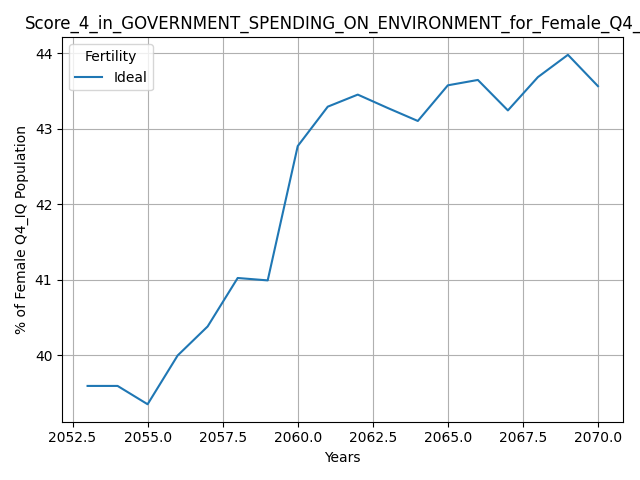 Score_4_in_GOVERNMENT_SPENDING_ON_ENVIRONMENT_for_Female_Q4_
Fertility
Ideal
% of Female Q4_IQ Population
44
43
42
41
40
2052.5 2055.0 2057.5 2060.0 2062.5 2065.0 2067.5 2070.0
Years